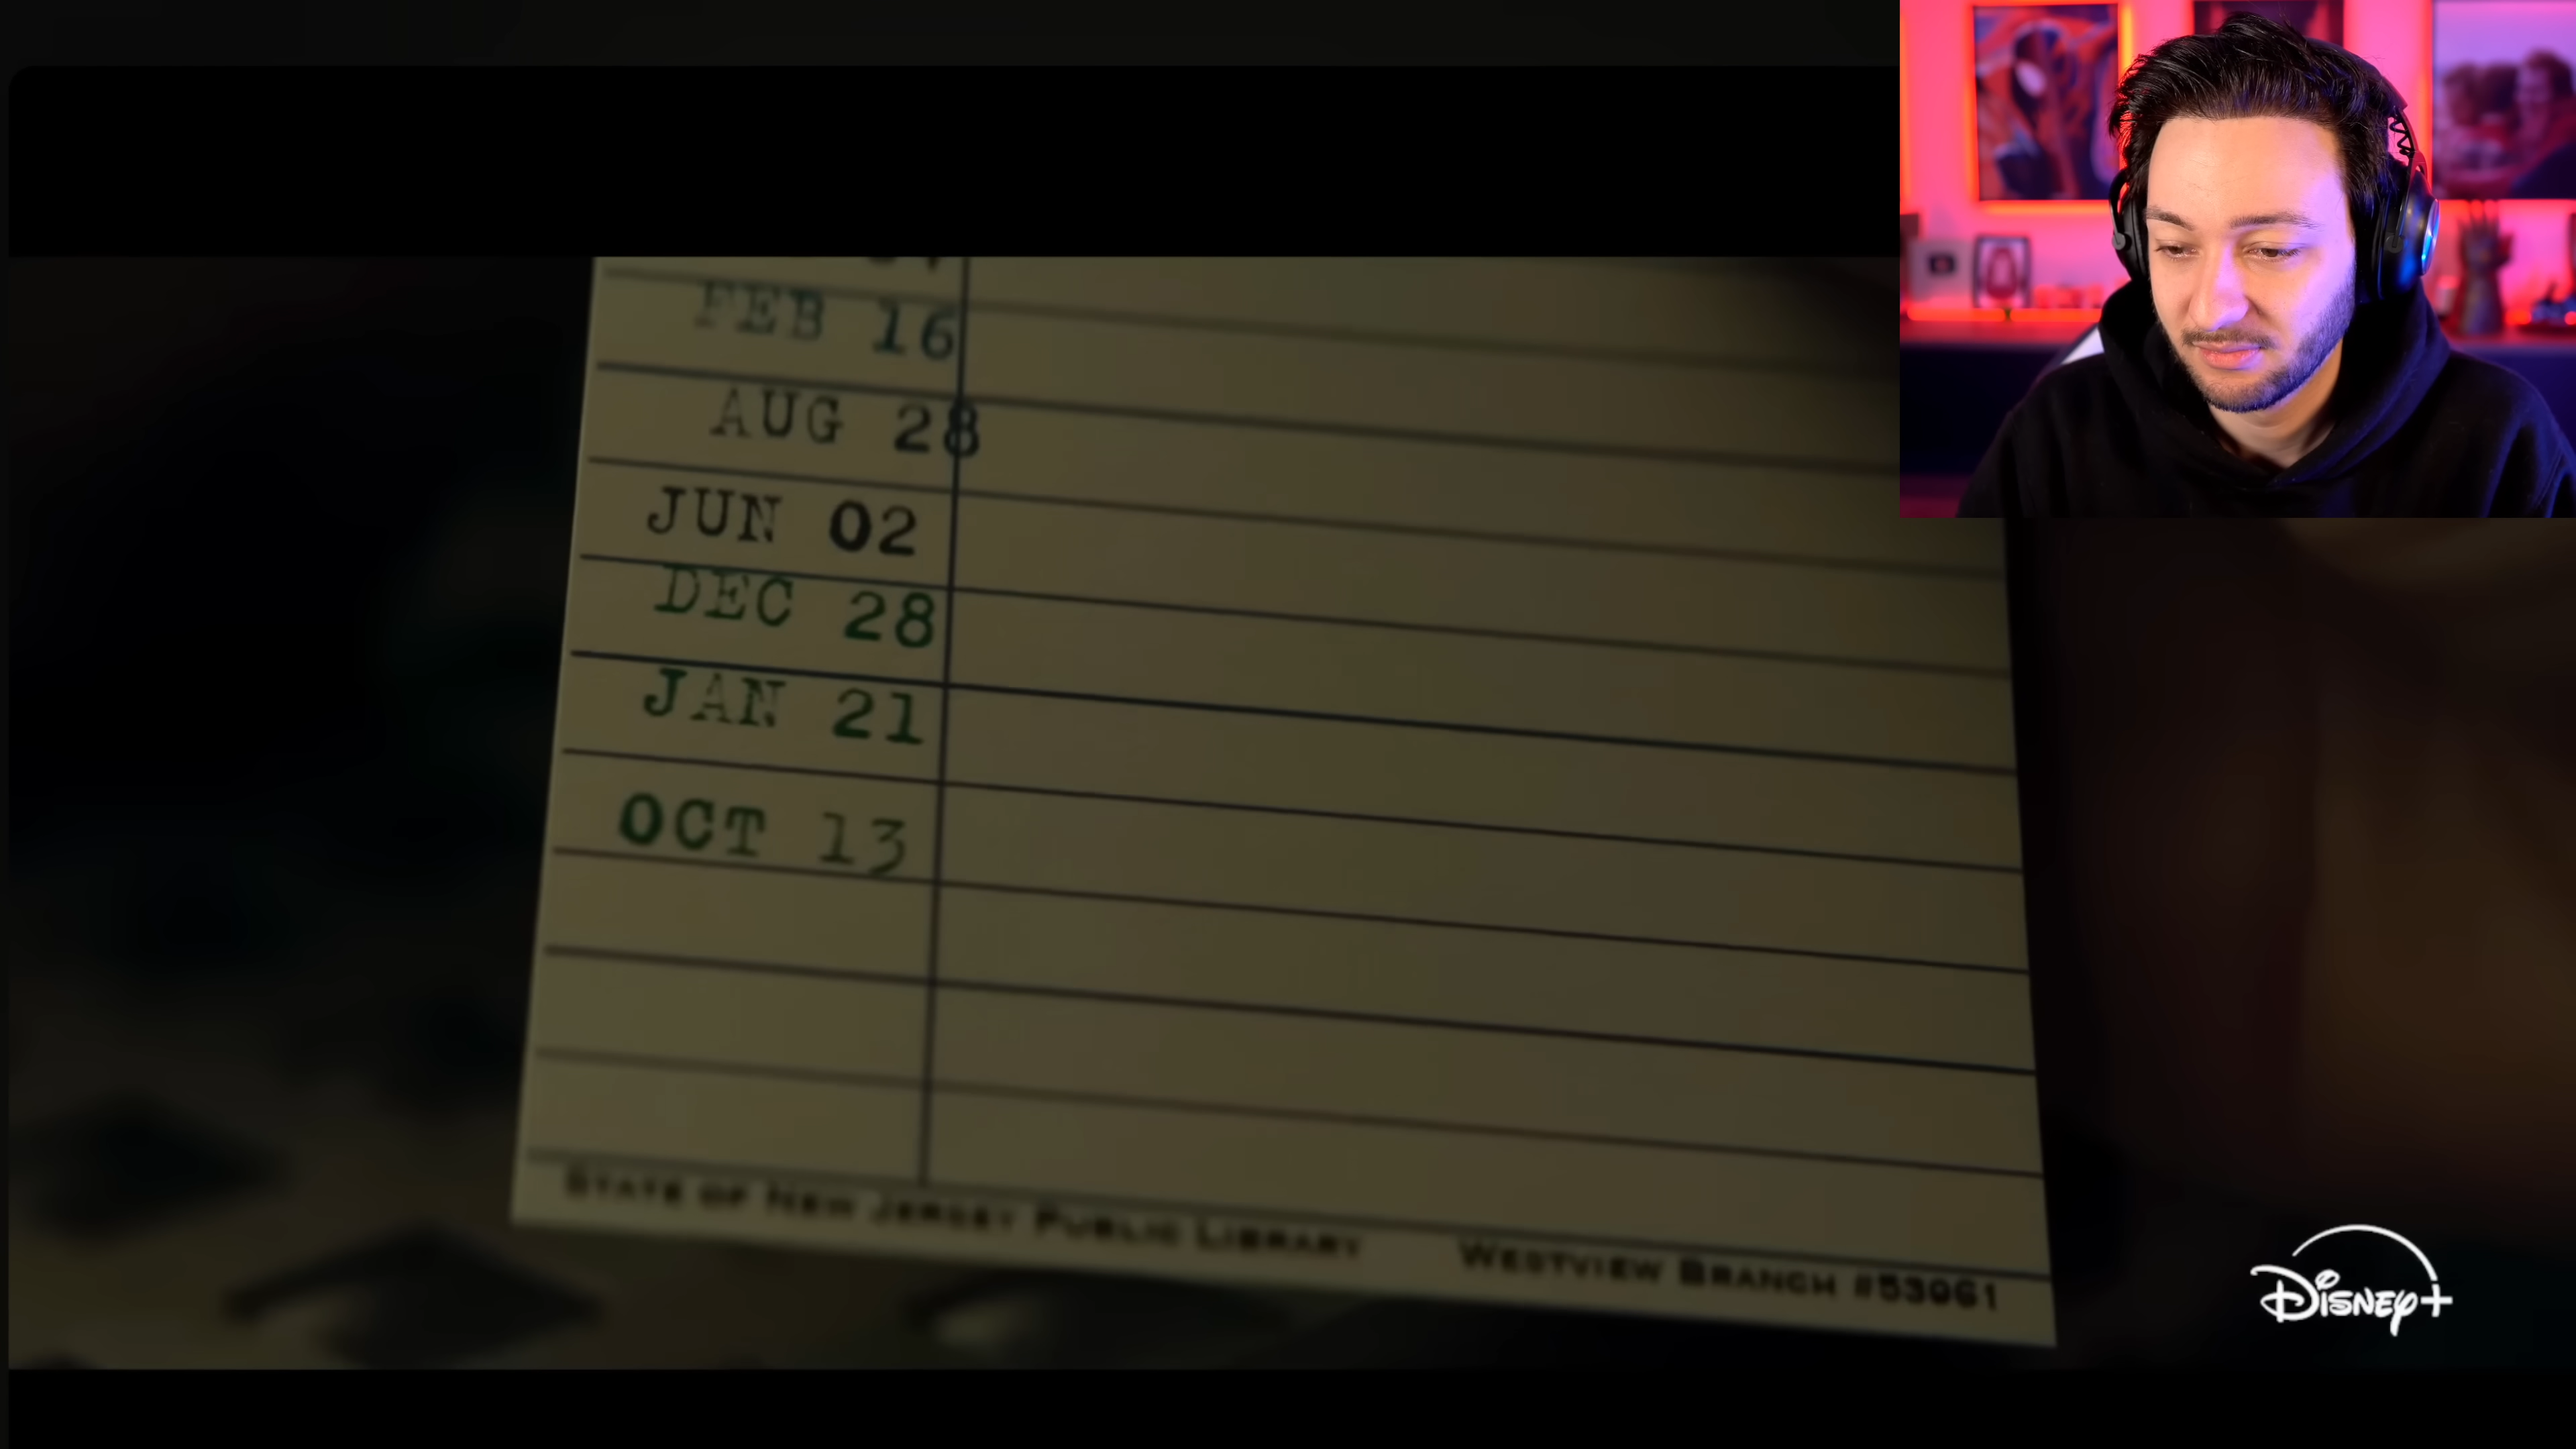 FEB 16
AUG 28
JUN 02
DEC 28
JAN 21
OCT 13
STATE OF NEW JERSEY PUBLIC LIBRARY WESTVIEW BRANCH #53061
DISNEY+